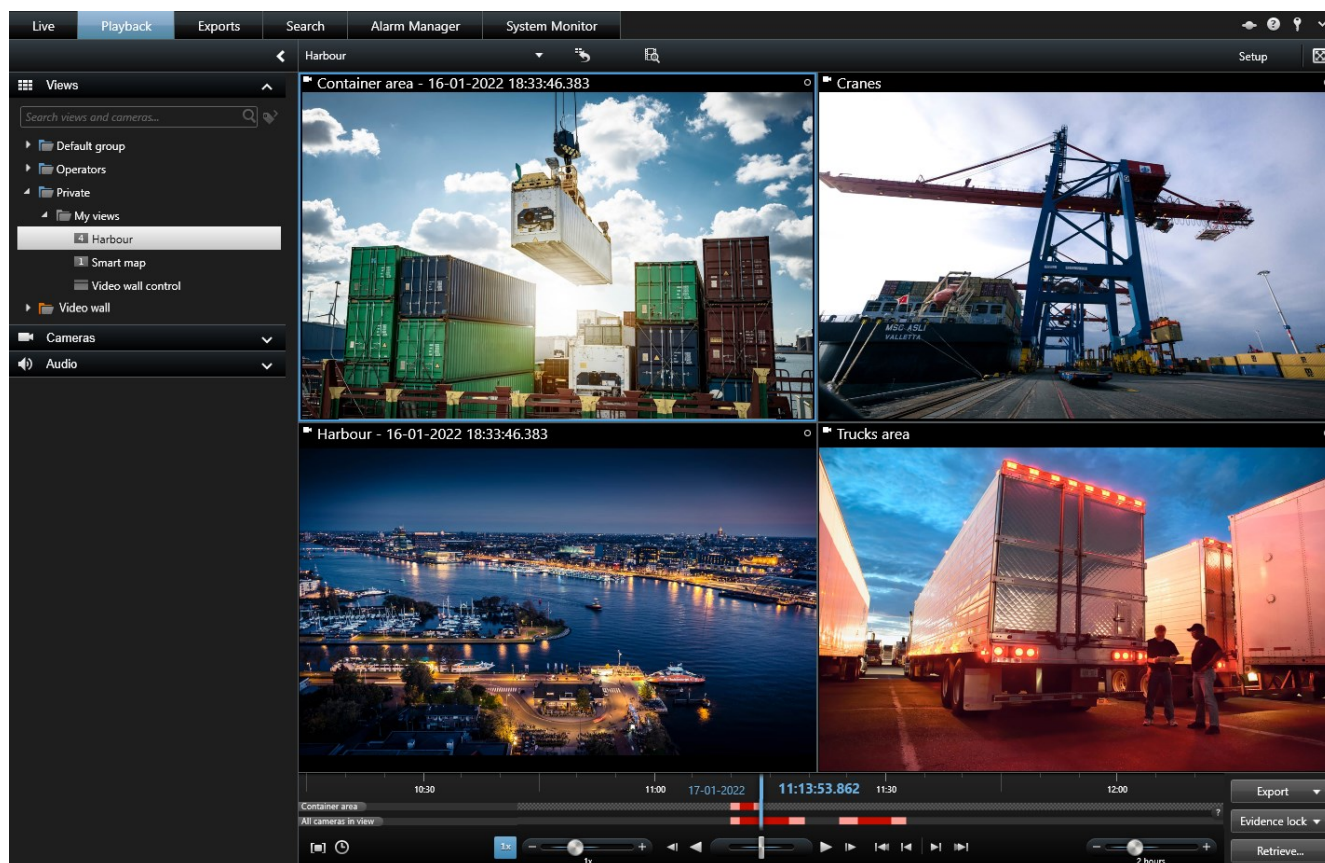 Live Playback Exports Search Alarm Manager System Monitor
Harbour Setup
Views
Search views and cameras...
Default group
Operators
Private
My views
4 Harbour
1 Smart map
Video wall control
Video wall
Cameras
Audio
Container area - 16-01-2022 18:33:46.383
Cranes
MSC ASLI
VALLETTA
Harbour - 16-01-2022 18:33:46.383
Trucks area
10:30 11:00 17-01-2022 11:13:53.862 11:30 12:00
Container area
All cameras in view
?
1x
1x
2 hours
Export
Evidence lock
Retrieve...